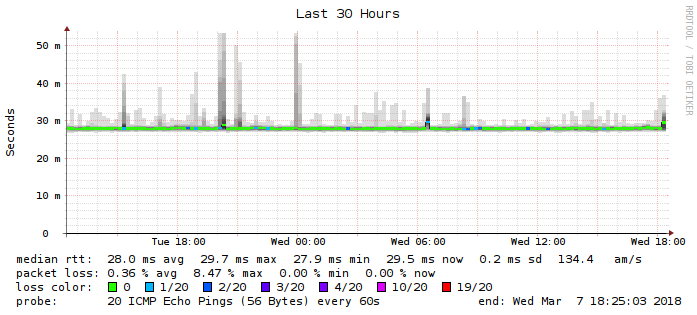 Last 30 Hours
RRDTOOL / TOBI OETIKER
Seconds
50 m
40 m
30 m
20 m
10 m
0
Tue 18:00 Wed 00:00 Wed 06:00 Wed 12:00 Wed 18:00
median rtt: 28.0 ms avg 29.7 ms max 27.9 ms min 29.5 ms now 0.2 ms sd 134.4 am/s
packet loss: 0.36 % avg 8.47 % max 0.00 % min 0.00 % now
loss color: 0 1/20 2/20 3/20 4/20 10/20 19/20
probe: 20 ICMP Echo Pings (56 Bytes) every 60s end: Wed Mar 7 18:25:03 2018